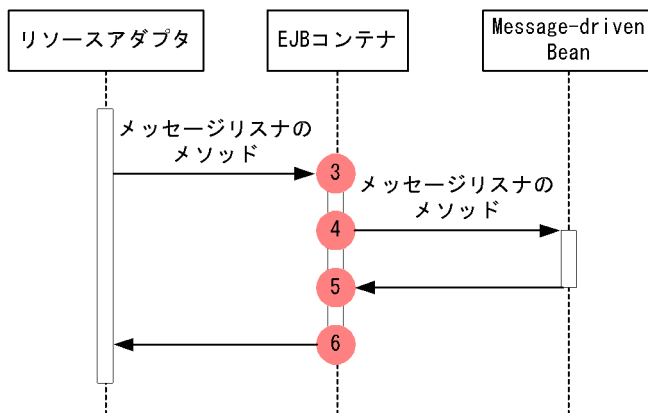 リソースアダプタ
EJBコンテナ
Message-driven
Bean
メッセージリスナの
メソッド
3
メッセージリスナの
メソッド
4
5
6